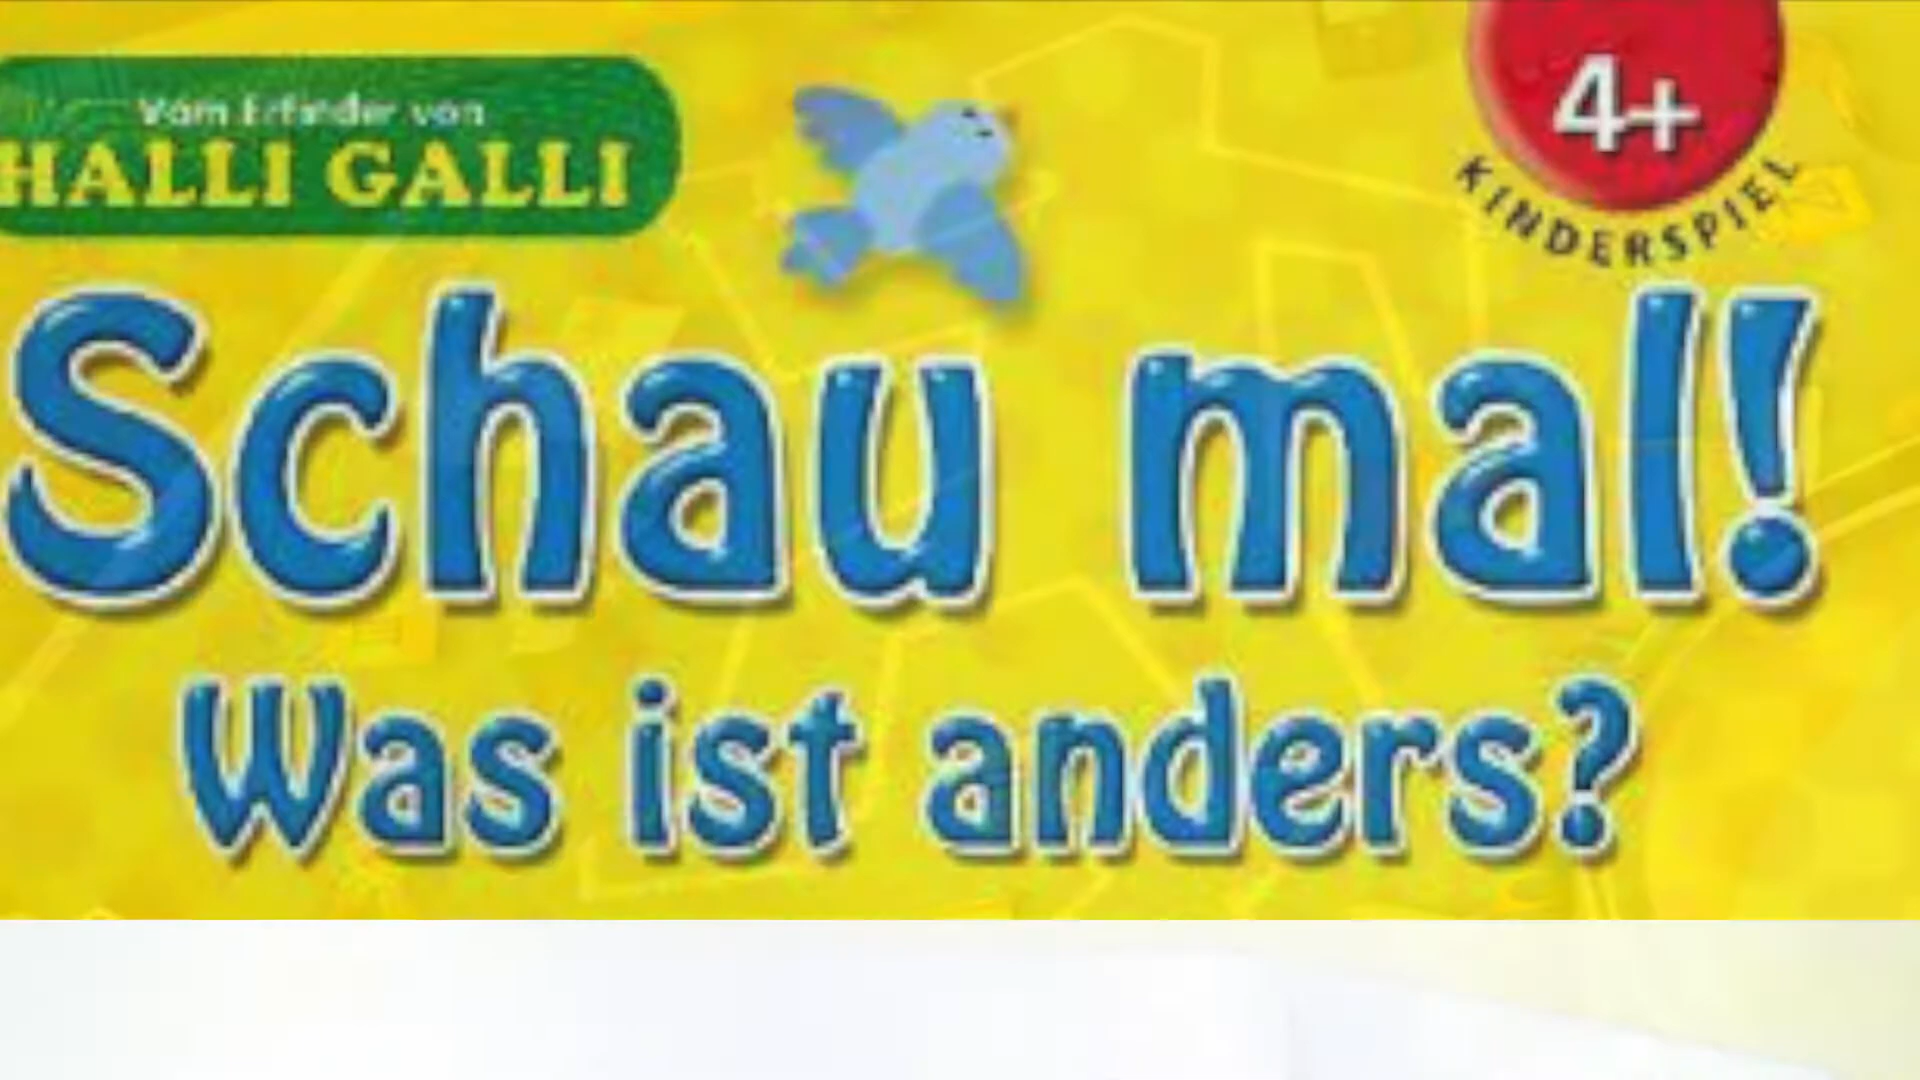 Vom Erfinder von
HALLI GALLI
4+
KINDERSPIEL
Schau mal!
Was ist anders?